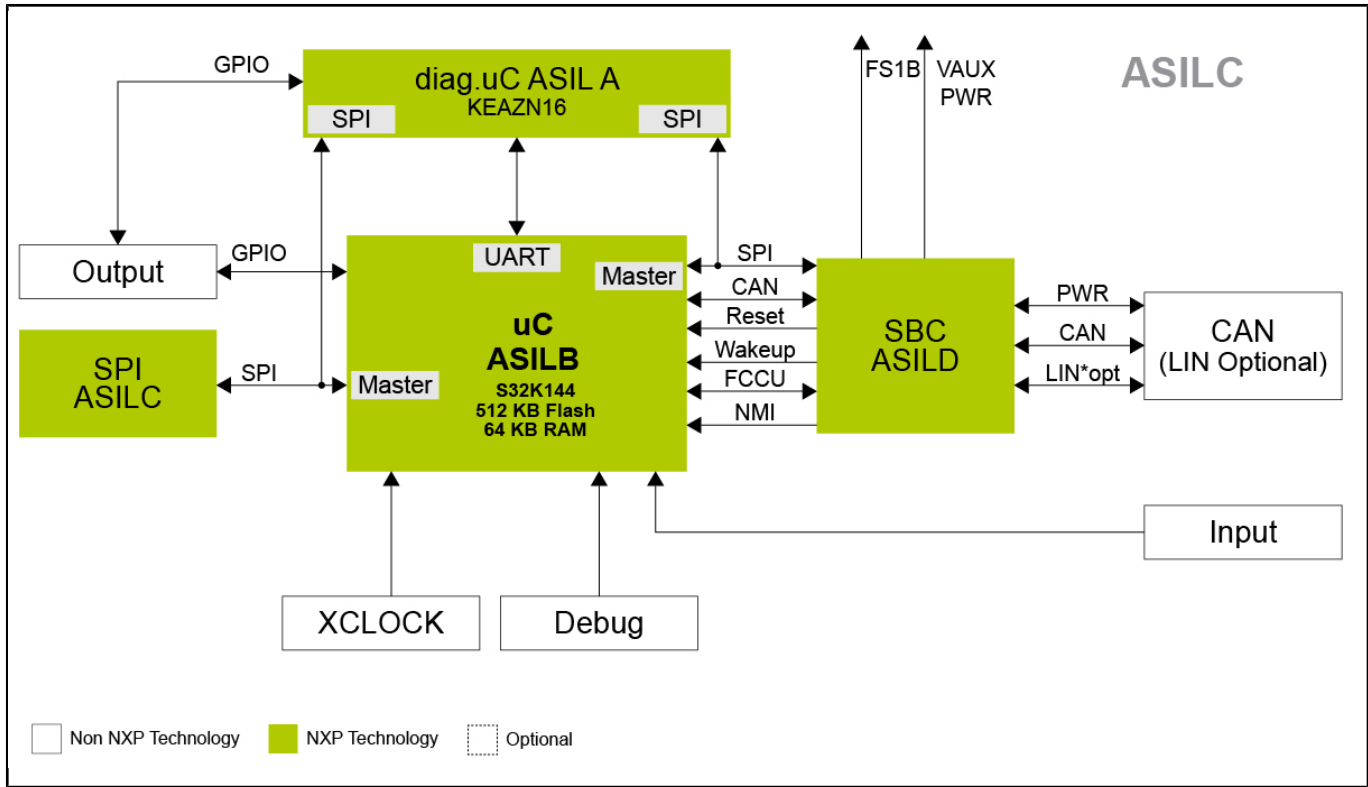 GPIO
diag.uC ASIL A
KEAZN16
SPI
SPI
FS1B
VAUX
PWR
ASILC
Output
GPIO
UART
Master
SPI
CAN
Reset
Wakeup
FCCU
NMI
uC
ASILB
S32K144
512 KB Flash
64 KB RAM
SPI
ASILC
SPI
Master
SBC
ASILD
PWR
CAN
LIN*opt
CAN
(LIN Optional)
Input
XCLOCK
Debug
Non NXP Technology
NXP Technology
Optional